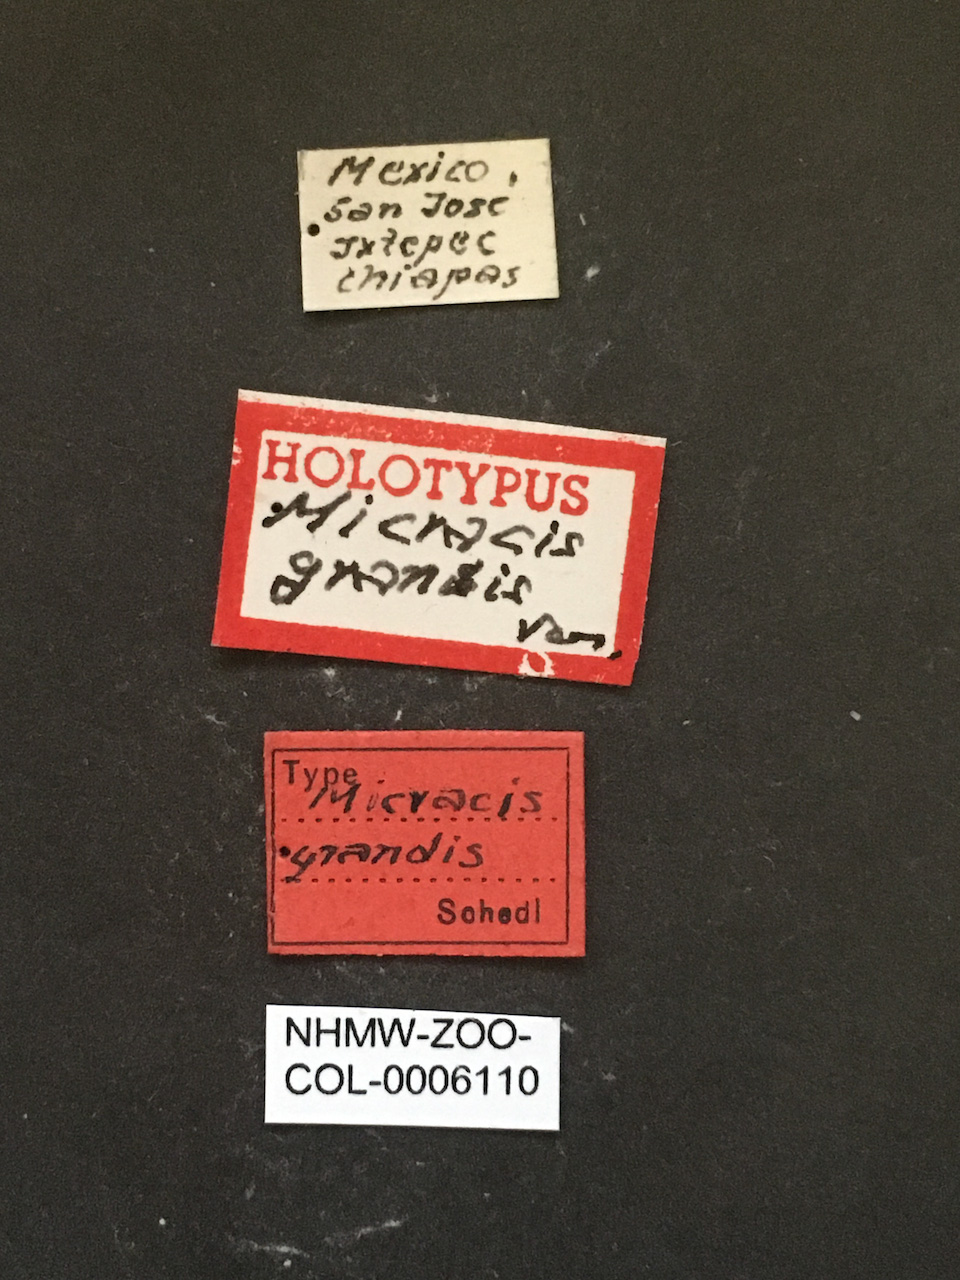 Mexico,
San Jose
Ixtepec
Chiapas
HOLOTYPUS
Micracis
grandis
Type
Micracis
grandis
Schedl
NHMW-ZOO-
COL-0006110